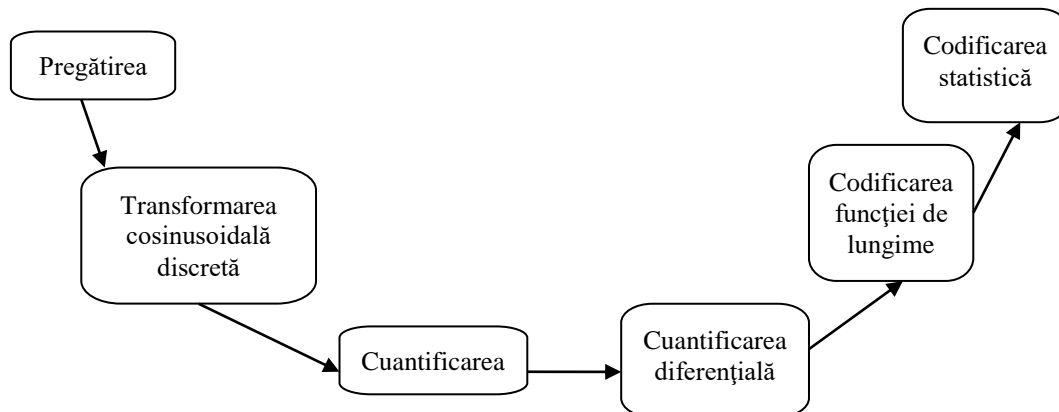 Pregătirea
Transformarea
cosinusoidală
discretă
Cuantificarea
Cuantificarea
diferenţială
Codificarea
funcţiei de
lungime
Codificarea
statistică